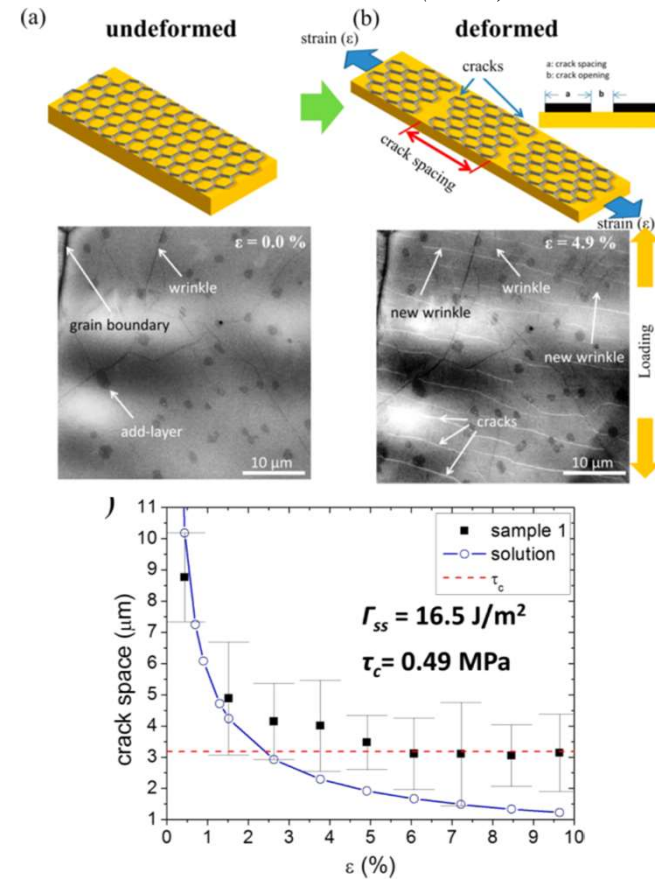 (a)
undeformed
(b)
deformed
strain (ε)
cracks
a: crack spacing
b: crack opening
a
b
crack spacing
strain (ε)
ε = 0.0 %
wrinkle
grain boundary
add-layer
10 μm
ε = 4.9 %
wrinkle
new wrinkle
new wrinkle
cracks
10 μm
Loading
)
11
10
9
8
7
6
5
4
3
2
1
crack space (μm)
sample 1
solution
τc
Γss = 16.5 J/m²
τc = 0.49 MPa
0 1 2 3 4 5 6 7 8 9 10
ε (%)